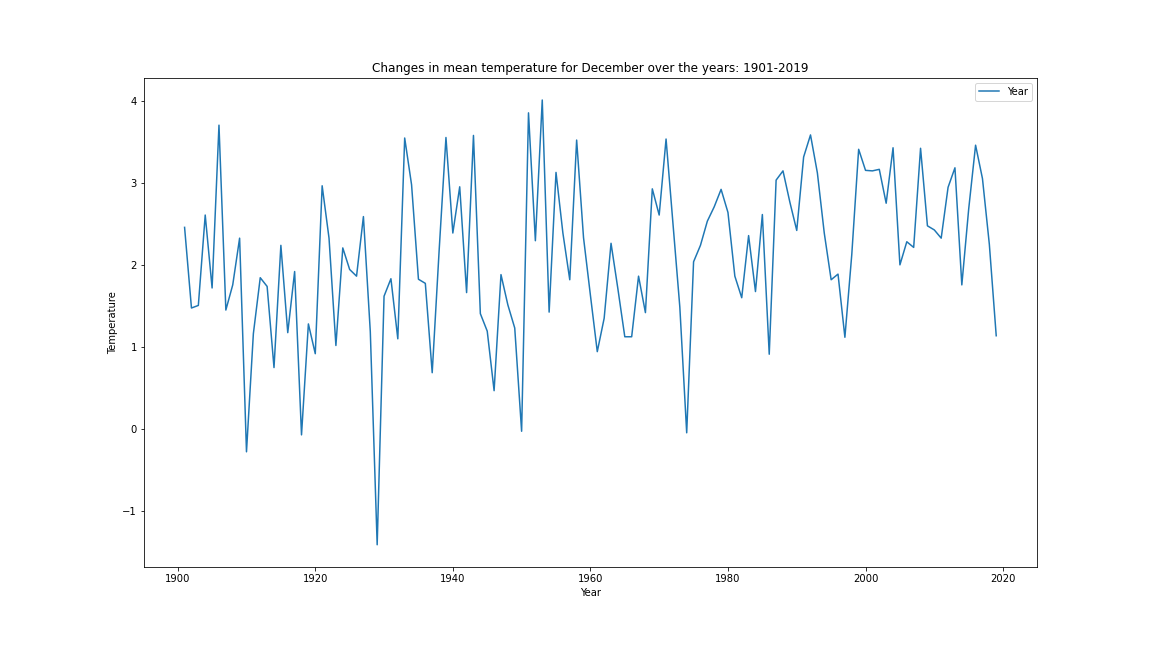 Changes in mean temperature for December over the years: 1901-2019
Year
4
3
2
1
0
−1
Temperature
1900 1920 1940 1960 1980 2000 2020
Year